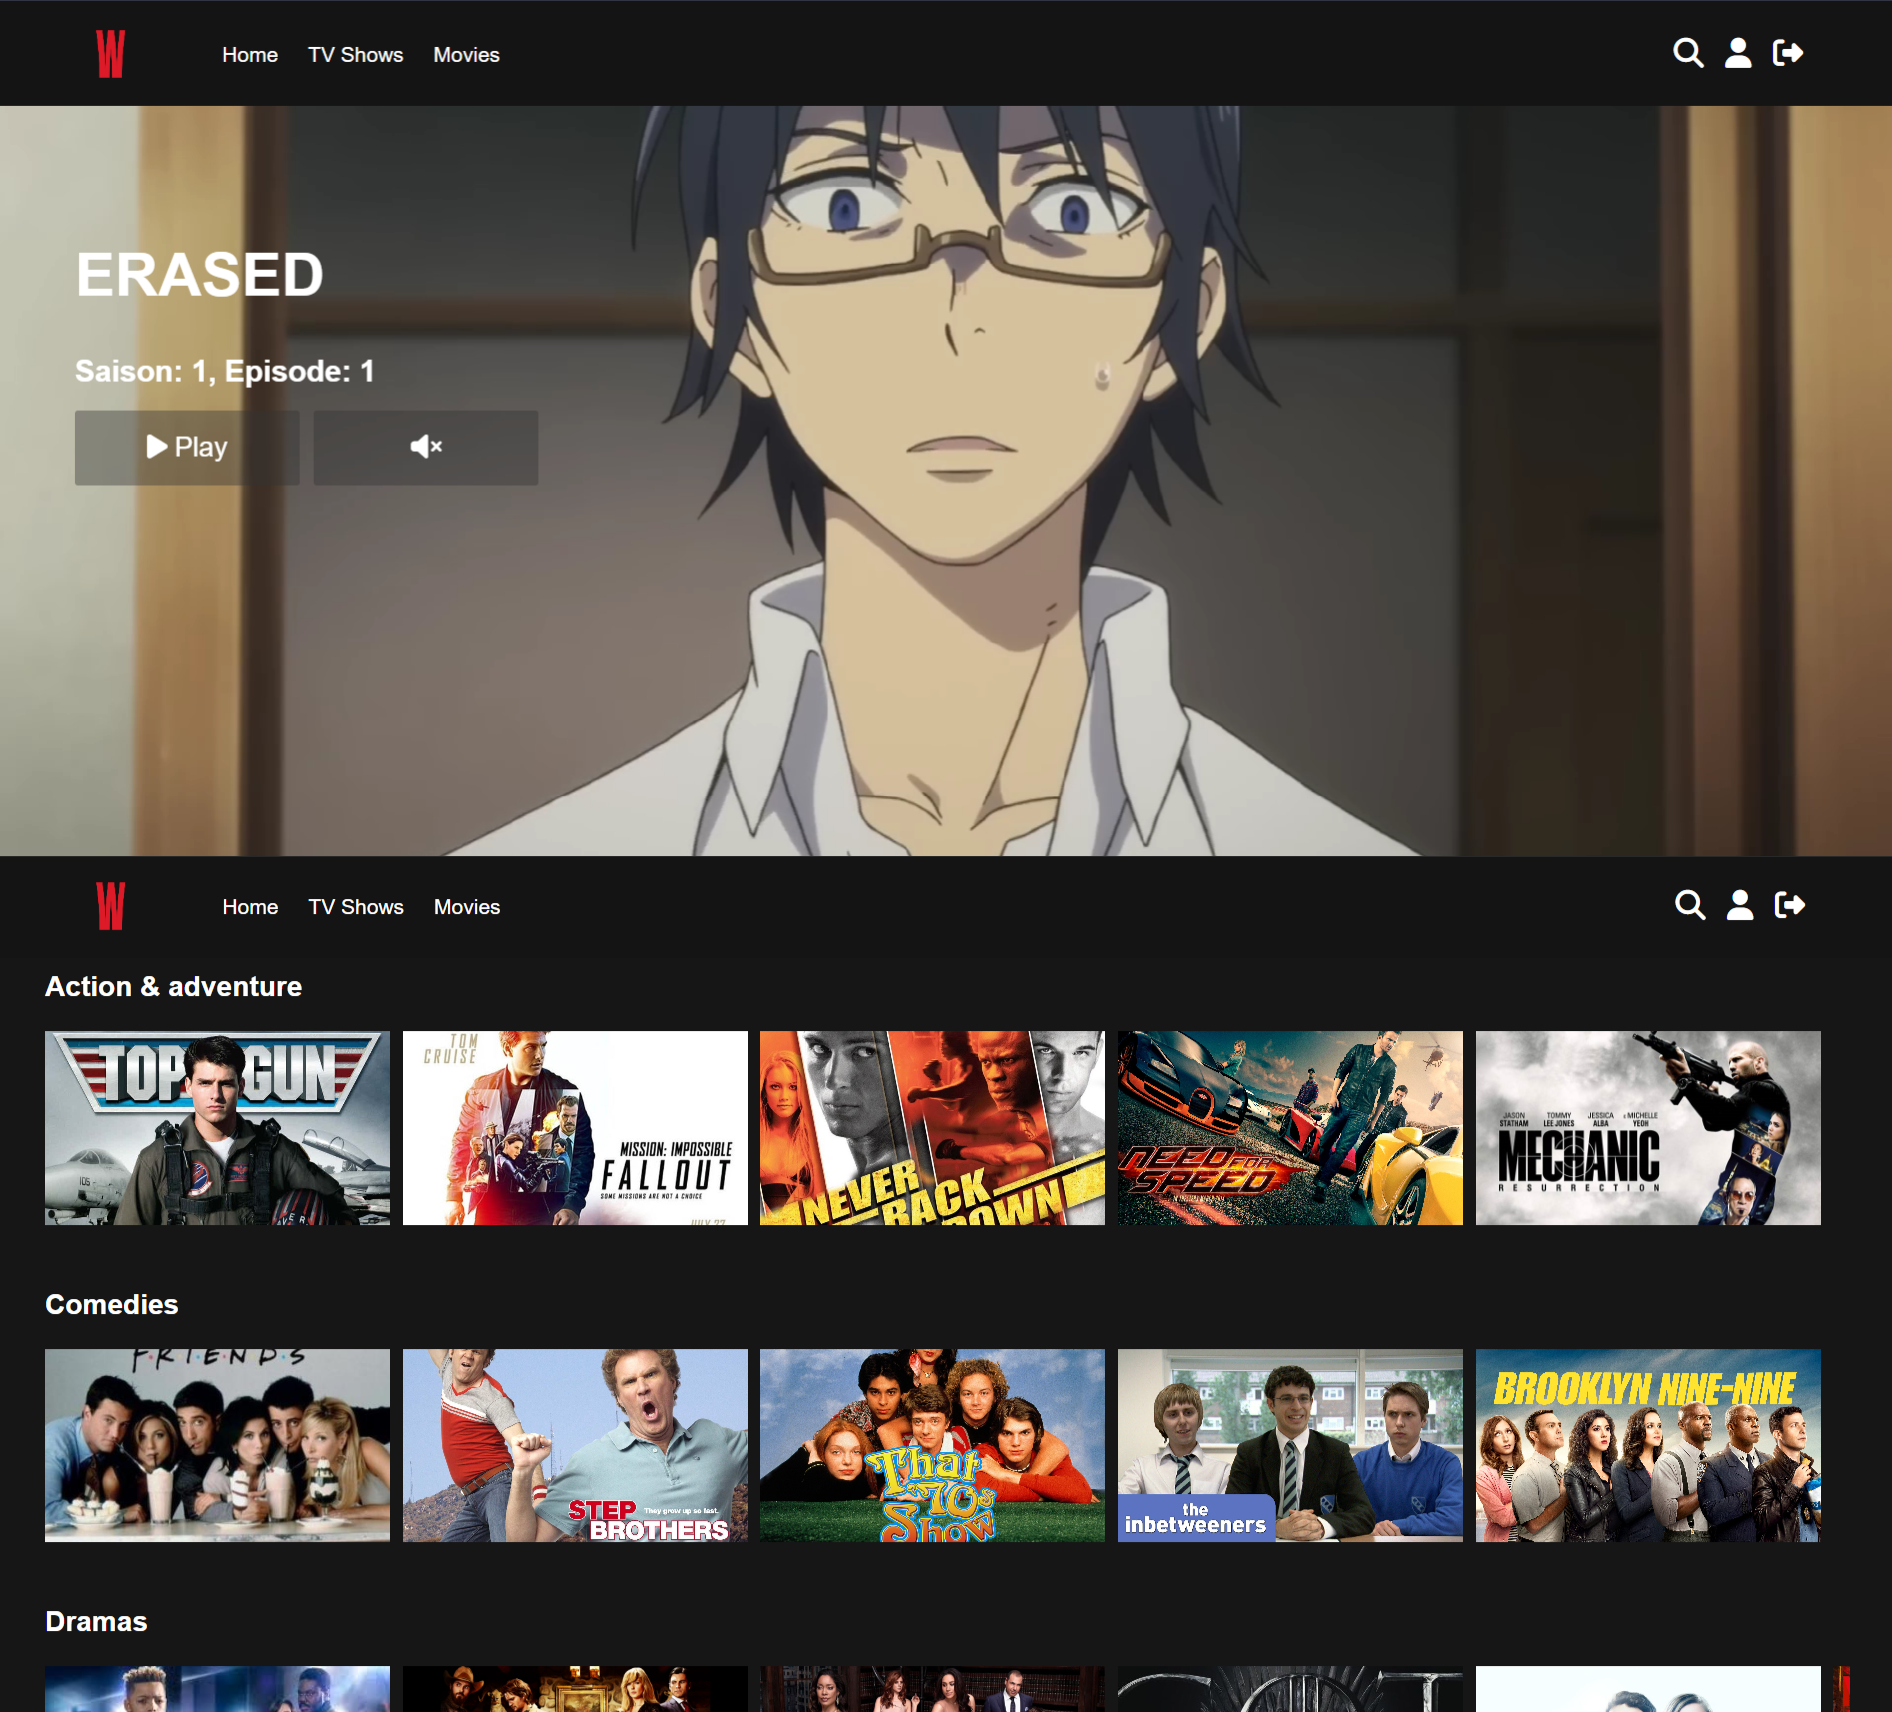 W
Home TV Shows Movies
ERASED
Saison: 1, Episode: 1
Play
W
Home TV Shows Movies
Action & adventure
TOP GUN
TOM
CRUISE
MISSION: IMPOSSIBLE
FALLOUT
SOME MISSIONS ARE NOT A CHOICE
NEVER
BACK
DOWN
NEED FOR
SPEED
JASON STATHAM TOMMY LEE JONES JESSICA ALBA & MICHELLE YEOH
MECHANIC
RESURRECTION
Comedies
F·R·I·E·N·D·S
STEP They grow up so fast.
BROTHERS
That
'70s
Show
the
inbetweeners
BROOKLYN NINE-NINE
Dramas